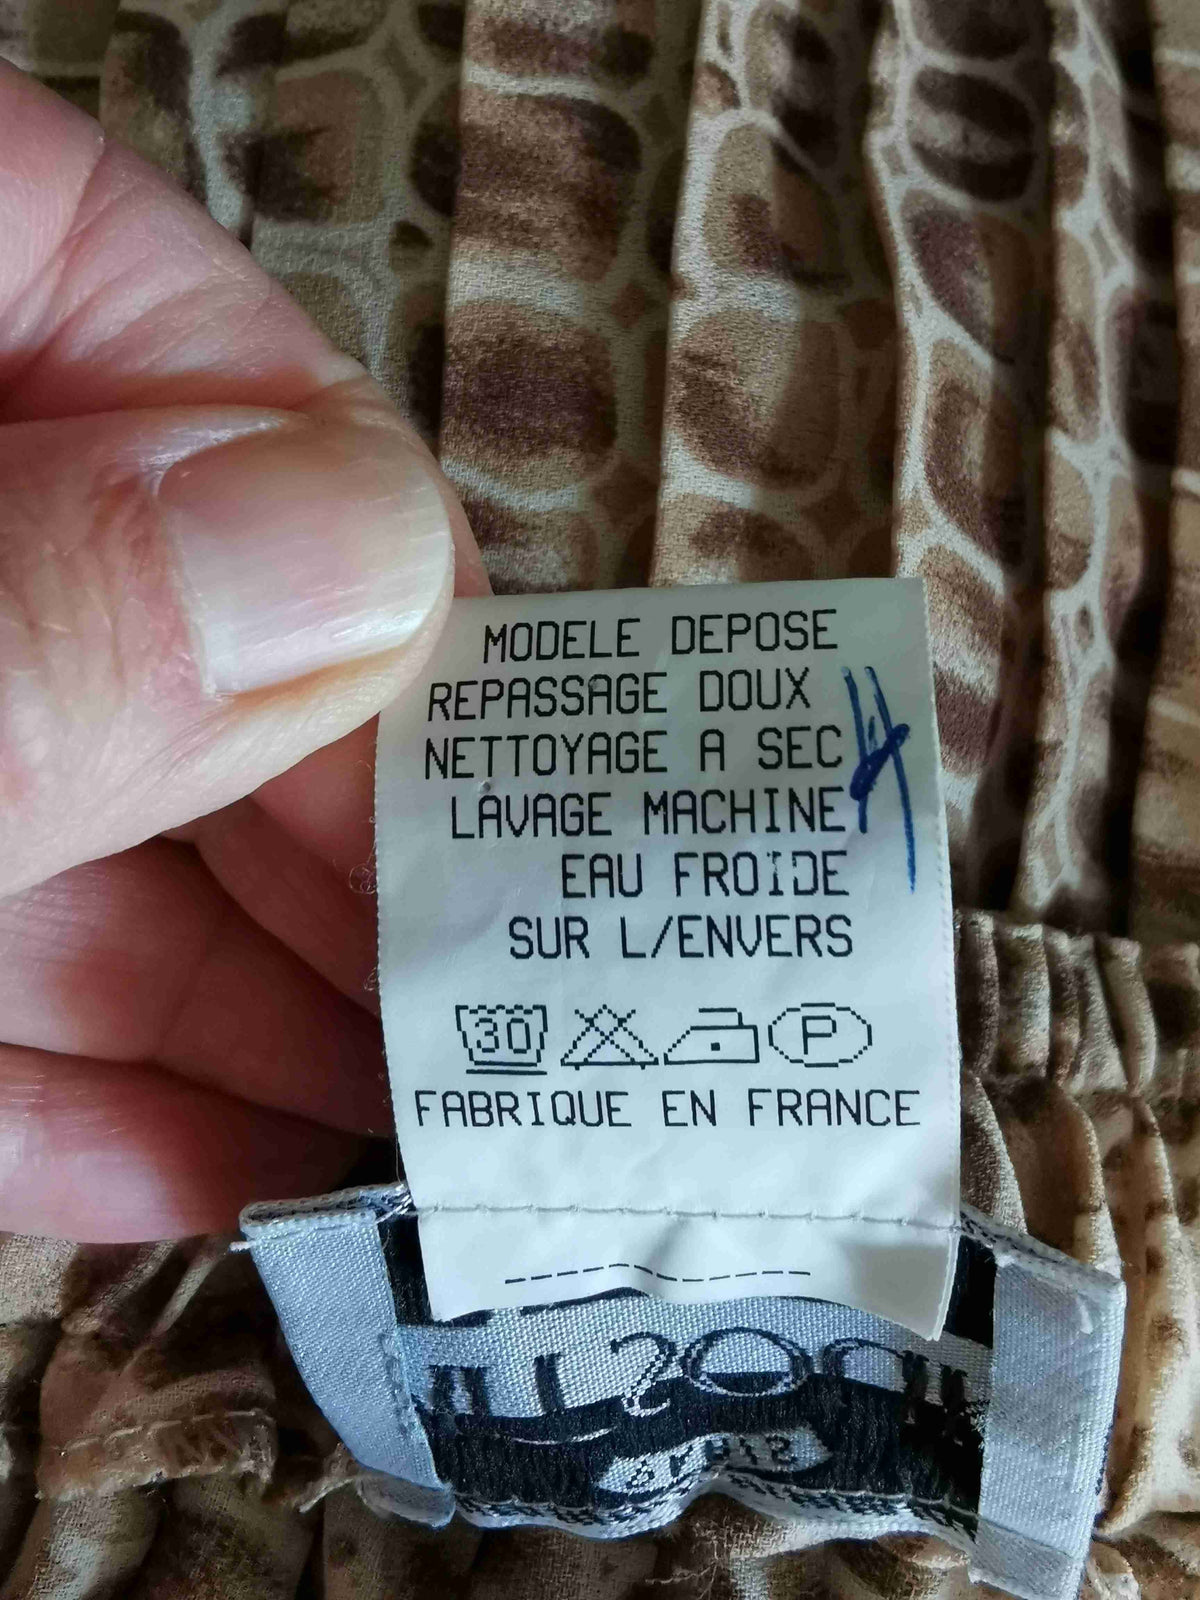 MODELE DEPOSE
REPASSAGE DOUX
NETTOYAGE A SEC
LAVAGE MACHINE
EAU FROIDE
SUR L/ENVERS
30 P
FABRIQUE EN FRANCE